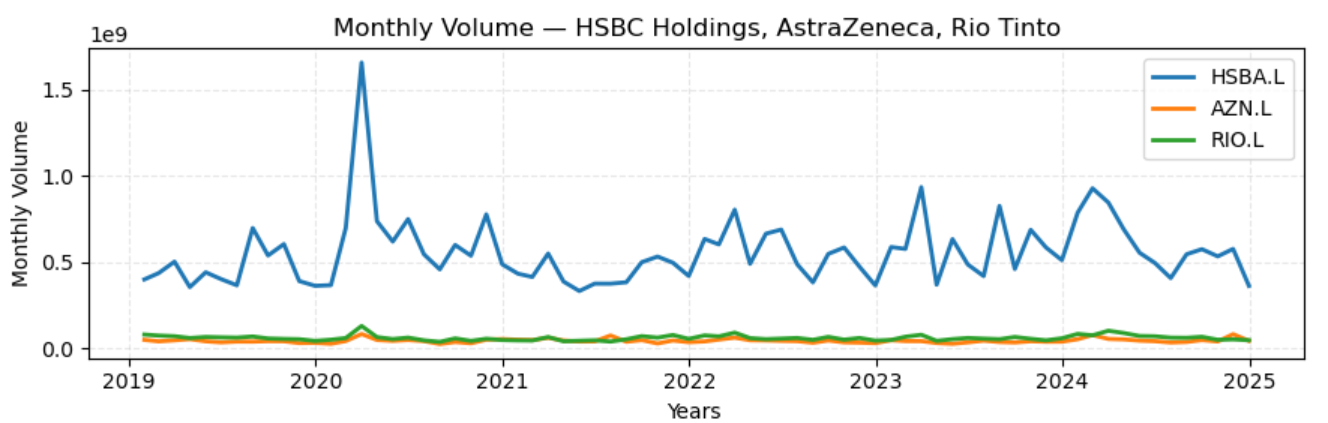 Monthly Volume — HSBC Holdings, AstraZeneca, Rio Tinto
1e9
HSBA.L
AZN.L
RIO.L
1.5
1.0
0.5
0.0
Monthly Volume
2019 2020 2021 2022 2023 2024 2025
Years